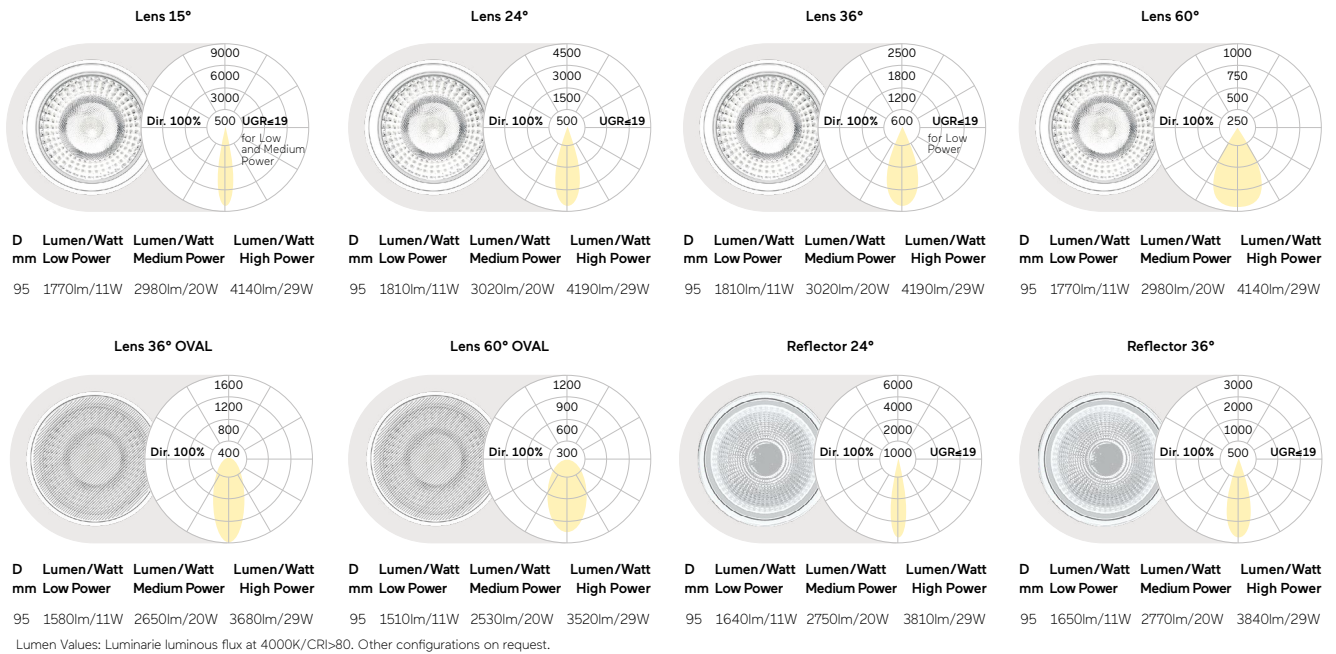 Lens 15°
9000
6000
3000
Dir. 100% 500 UGR≤19
for Low
and Medium
Power
D Lumen/Watt Lumen/Watt Lumen/Watt
mm Low Power Medium Power High Power
95 1770lm/11W 2980lm/20W 4140lm/29W
Lens 24°
4500
3000
1500
Dir. 100% 500 UGR≤19
D Lumen/Watt Lumen/Watt Lumen/Watt
mm Low Power Medium Power High Power
95 1810lm/11W 3020lm/20W 4190lm/29W
Lens 36°
2500
1800
1200
Dir. 100% 600 UGR≤19
for Low
Power
D Lumen/Watt Lumen/Watt Lumen/Watt
mm Low Power Medium Power High Power
95 1810lm/11W 3020lm/20W 4190lm/29W
Lens 60°
1000
750
500
Dir. 100% 250
D Lumen/Watt Lumen/Watt Lumen/Watt
mm Low Power Medium Power High Power
95 1770lm/11W 2980lm/20W 4140lm/29W
Lens 36° OVAL
1600
1200
800
Dir. 100% 400
D Lumen/Watt Lumen/Watt Lumen/Watt
mm Low Power Medium Power High Power
95 1580lm/11W 2650lm/20W 3680lm/29W
Lens 60° OVAL
1200
900
600
Dir. 100% 300
D Lumen/Watt Lumen/Watt Lumen/Watt
mm Low Power Medium Power High Power
95 1510lm/11W 2530lm/20W 3520lm/29W
Reflector 24°
6000
4000
2000
Dir. 100% 1000 UGR≤19
D Lumen/Watt Lumen/Watt Lumen/Watt
mm Low Power Medium Power High Power
95 1640lm/11W 2750lm/20W 3810lm/29W
Reflector 36°
3000
2000
1000
Dir. 100% 500 UGR≤19
D Lumen/Watt Lumen/Watt Lumen/Watt
mm Low Power Medium Power High Power
95 1650lm/11W 2770lm/20W 3840lm/29W
Lumen Values: Luminarie luminous flux at 4000K/CRI>80. Other configurations on request.